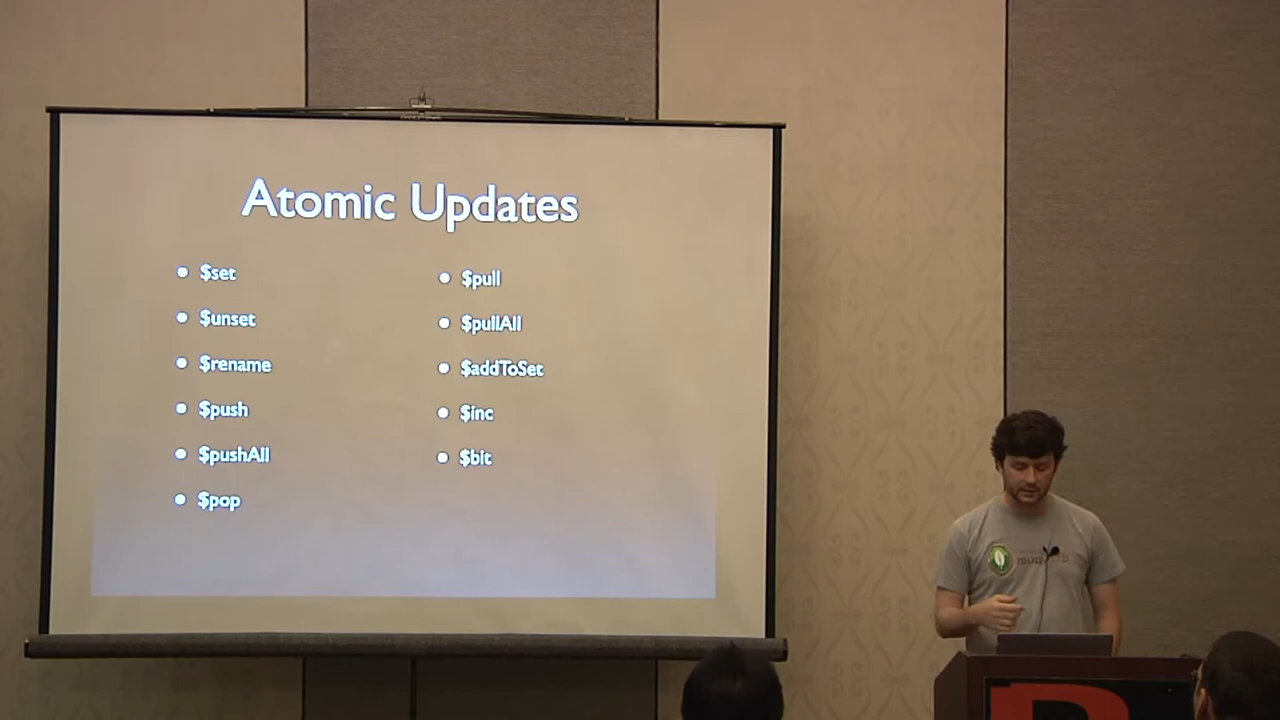 Atomic Updates
$set
$unset
$rename
$push
$pushAll
$pop
$pull
$pullAll
$addToSet
$inc
$bit